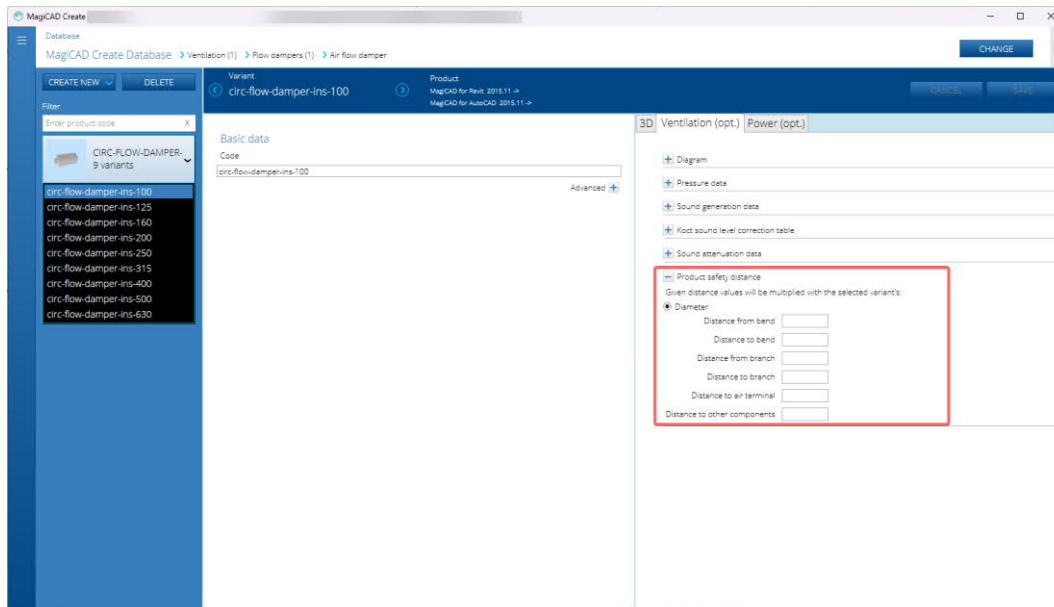 MagiCAD Create
Database
MagiCAD Create Database > Ventilation (1) > Flow dampers (1) > Air flow damper
CHANGE
CREATE NEW
DELETE
Variant
circ-flow-damper-ins-100
Product
MagiCAD for Revit 2015.11 ->
MagiCAD for AutoCAD 2015.11 ->
CANCEL
SAVE
Filter
Enter product code X
CIRC-FLOW-DAMPER-
9 variants
circ-flow-damper-ins-100
circ-flow-damper-ins-125
circ-flow-damper-ins-160
circ-flow-damper-ins-200
circ-flow-damper-ins-250
circ-flow-damper-ins-315
circ-flow-damper-ins-400
circ-flow-damper-ins-500
circ-flow-damper-ins-630
Basic data
Code
circ-flow-damper-ins-100
Advanced +
3D Ventilation (opt.) Power (opt.)
+ Diagram
+ Pressure data
+ Sound generation data
+ Koct sound level correction table
+ Sound attenuation data
− Product safety distance
Given distance values will be multiplied with the selected variant's:
Diameter
Distance from bend
Distance to bend
Distance from branch
Distance to branch
Distance to air terminal
Distance to other components